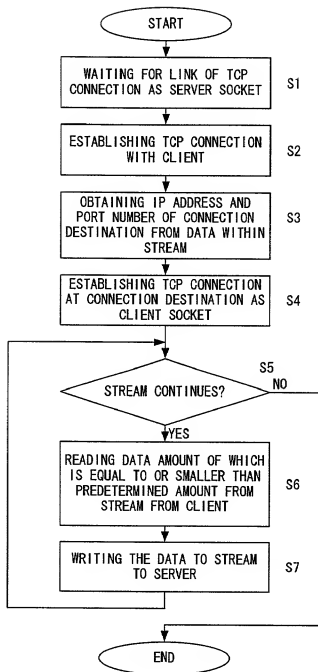 START
WAITING FOR LINK OF TCP
CONNECTION AS SERVER SOCKET
S1
ESTABLISHING TCP CONNECTION
WITH CLIENT
S2
OBTAINING IP ADDRESS AND
PORT NUMBER OF CONNECTION
DESTINATION FROM DATA WITHIN
STREAM
S3
ESTABLISHING TCP CONNECTION
AT CONNECTION DESTINATION AS
CLIENT SOCKET
S4
S5
STREAM CONTINUES?
NO
YES
READING DATA AMOUNT OF WHICH
IS EQUAL TO OR SMALLER THAN
PREDETERMINED AMOUNT FROM
STREAM FROM CLIENT
S6
WRITING THE DATA TO STREAM
TO SERVER
S7
END